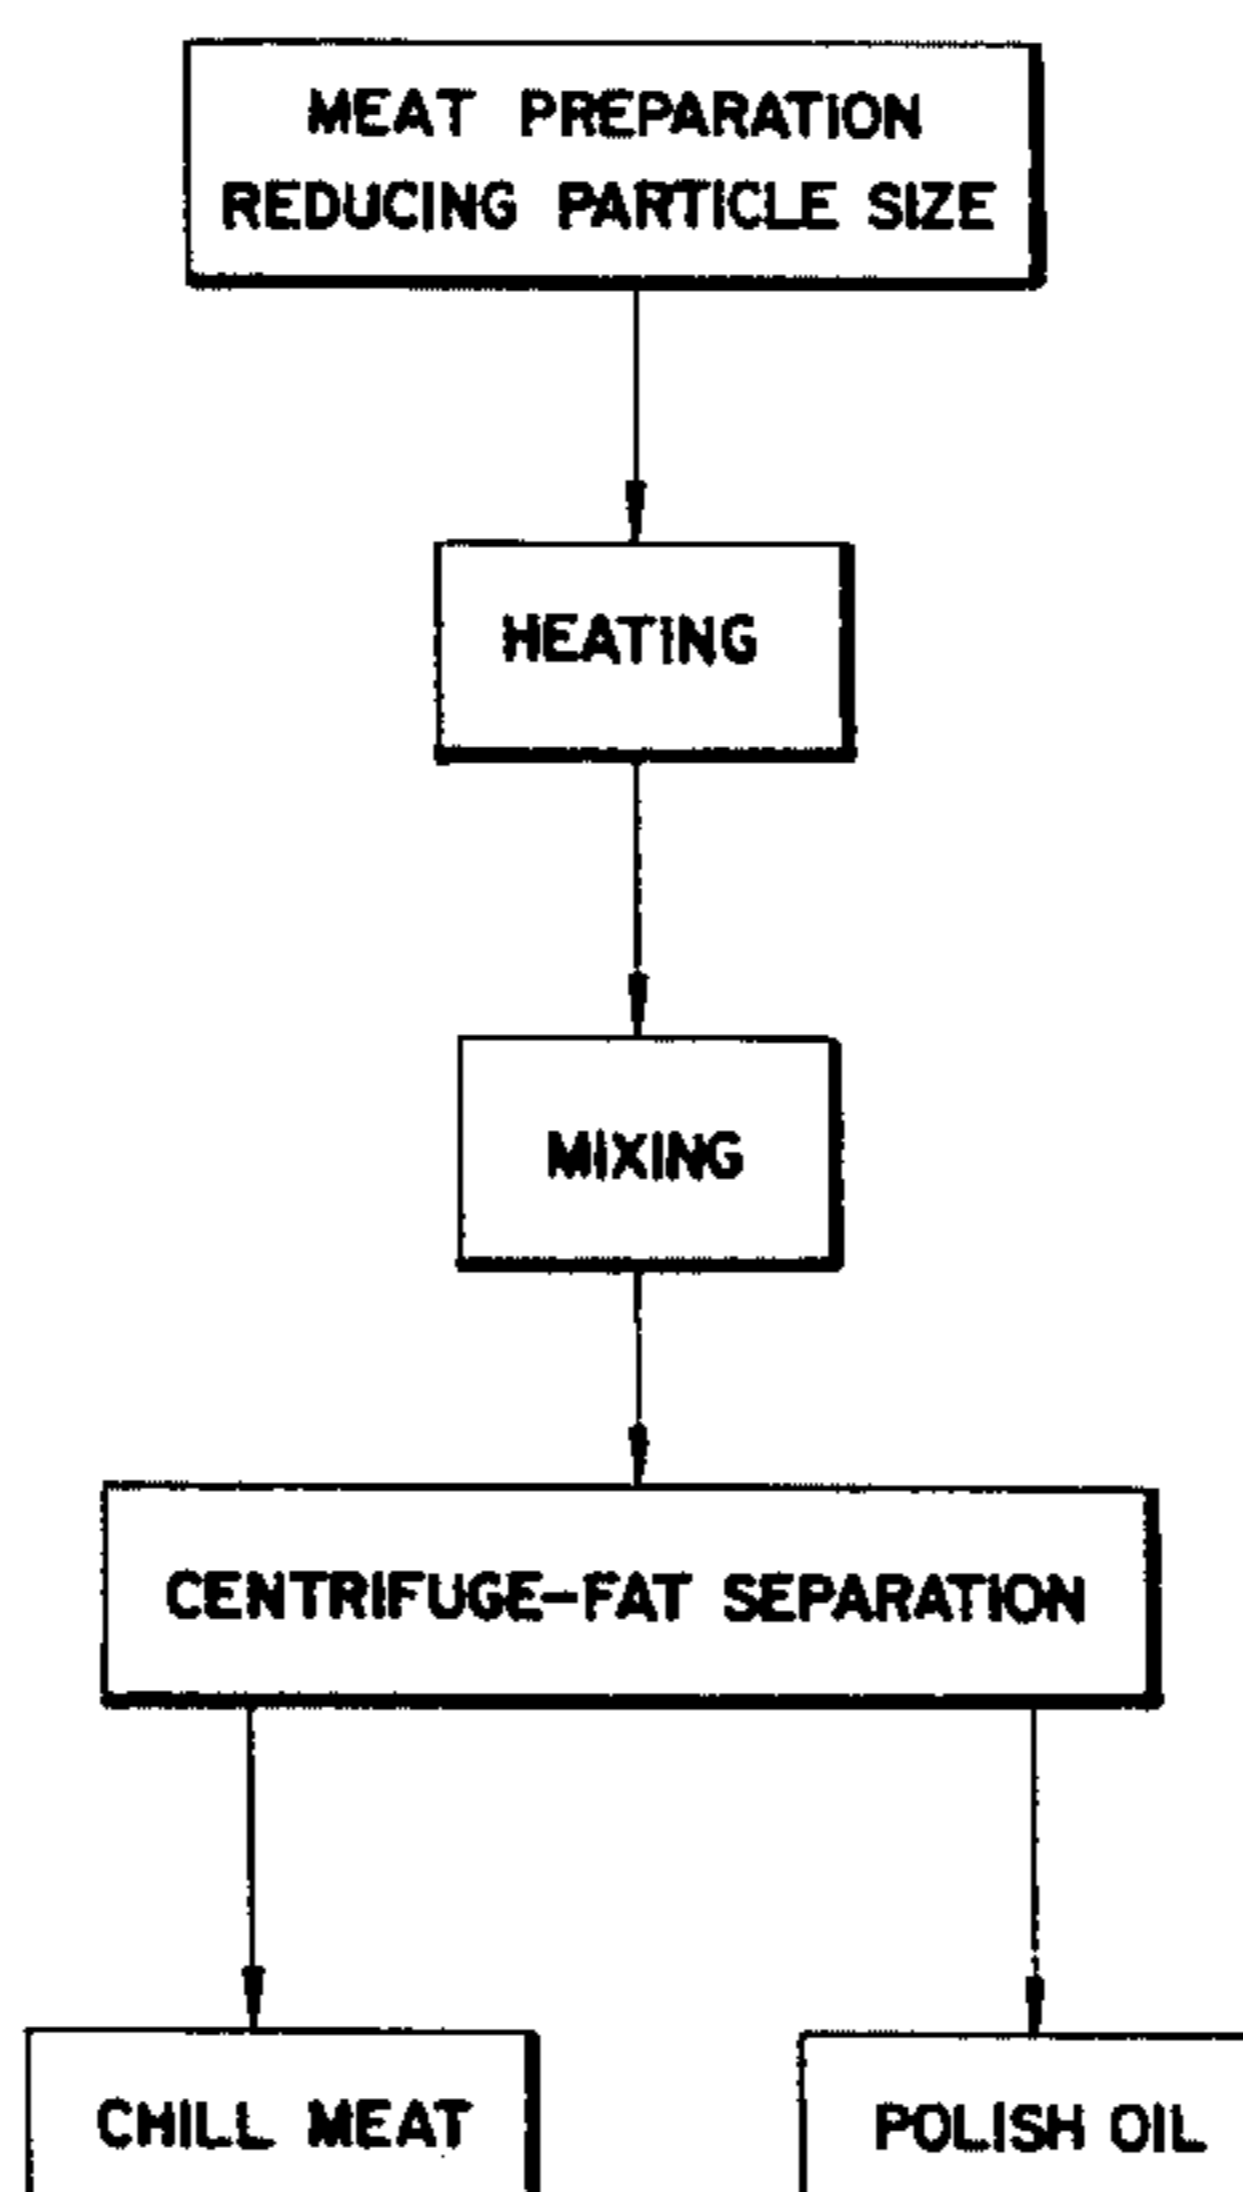 MEAT PREPARATION
REDUCING PARTICLE SIZE
HEATING
MIXING
CENTRIFUGE-FAT SEPARATION
CHILL MEAT
POLISH OIL